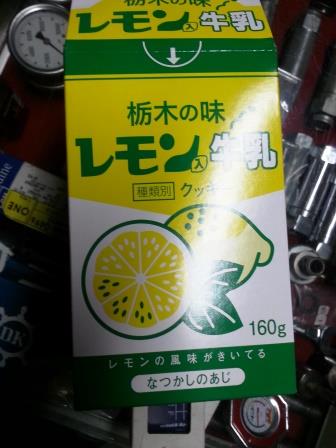 栃木の味
レモン入牛乳
栃木の味
レモン入牛乳
種類別 クッキー
160g
レモンの風味がきいてる
なつかしのあじ
ONE
DK